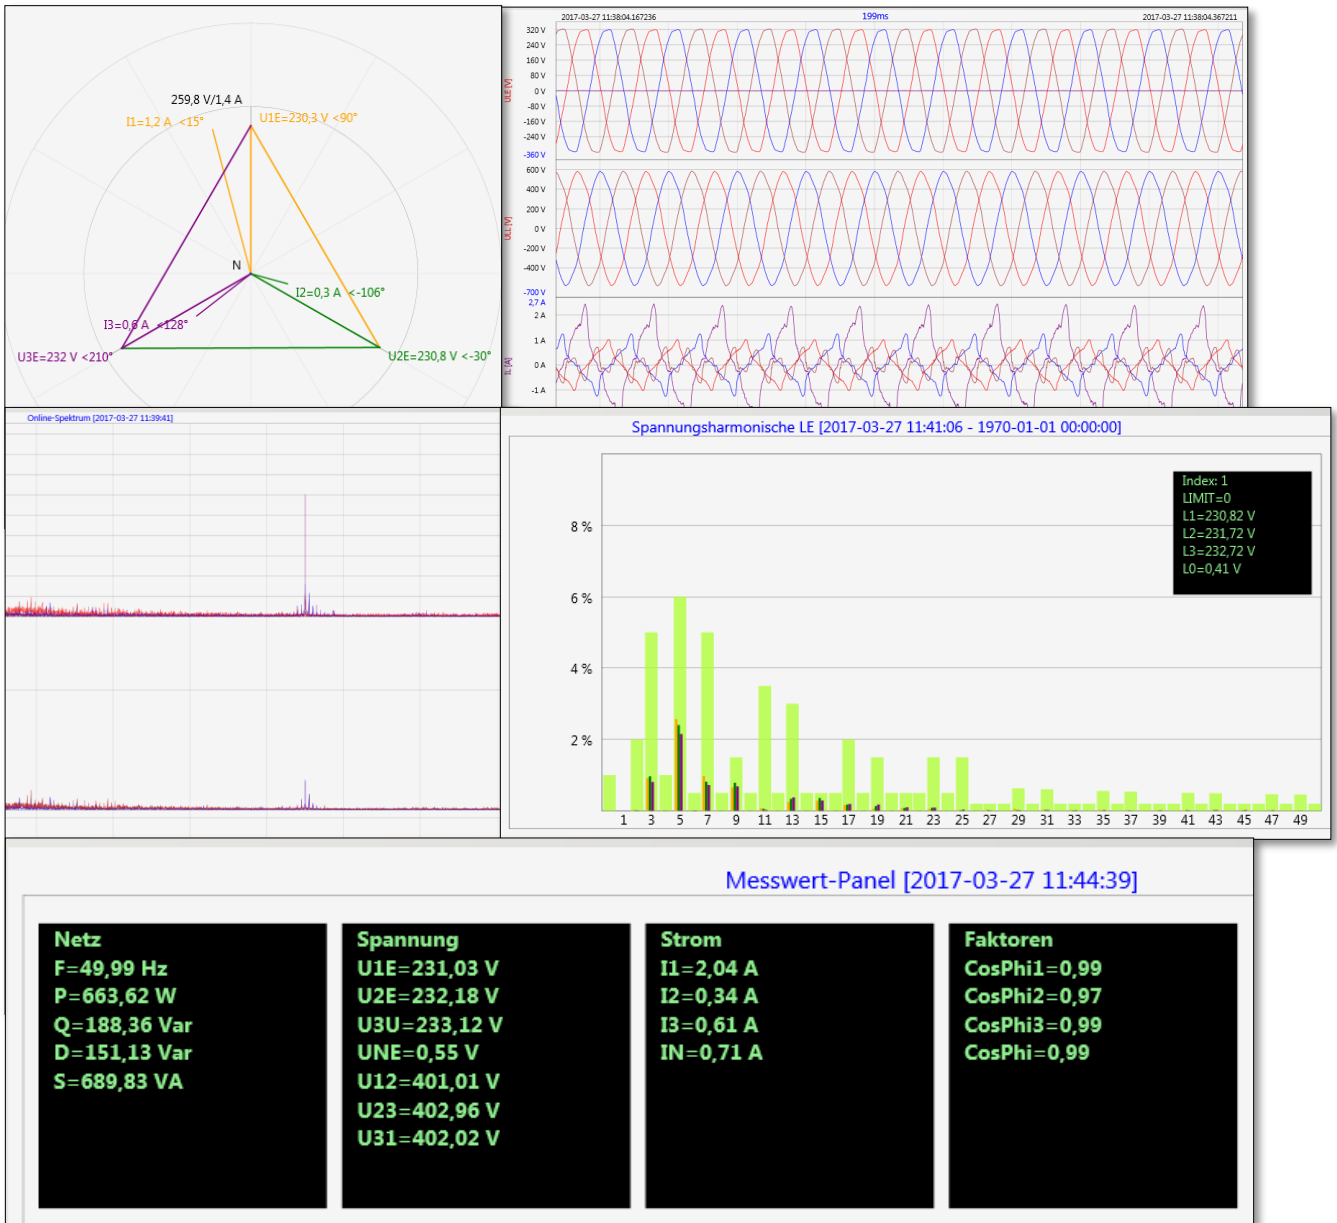 259,8 V/1,4 A
I1=1,2 A <15°
U1E=230,3 V <90°
N
I2=0,3 A <-106°
I3=0,6 A <128°
U3E=232 V <210°
U2E=230,8 V <-30°
2017-03-27 11:38:04.167236
199ms
2017-03-27 11:38:04.367211
320 V
240 V
160 V
80 V
0 V
-80 V
-160 V
-240 V
-360 V
ULE [V]
600 V
400 V
200 V
0 V
-200 V
-400 V
-700 V
ULL [V]
2,7 A
2 A
1 A
0 A
-1 A
IL [A]
Online-Spektrum [2017-03-27 11:39:41]
Spannungsharmonische LE [2017-03-27 11:41:06 - 1970-01-01 00:00:00]
8 %
6 %
4 %
2 %
Index: 1
LIMIT=0
L1=230,82 V
L2=231,72 V
L3=232,72 V
L0=0,41 V
1 3 5 7 9 11 13 15 17 19 21 23 25 27 29 31 33 35 37 39 41 43 45 47 49
Messwert-Panel [2017-03-27 11:44:39]
Netz
F=49,99 Hz
P=663,62 W
Q=188,36 Var
D=151,13 Var
S=689,83 VA
Spannung
U1E=231,03 V
U2E=232,18 V
U3U=233,12 V
UNE=0,55 V
U12=401,01 V
U23=402,96 V
U31=402,02 V
Strom
I1=2,04 A
I2=0,34 A
I3=0,61 A
IN=0,71 A
Faktoren
CosPhi1=0,99
CosPhi2=0,97
CosPhi3=0,99
CosPhi=0,99